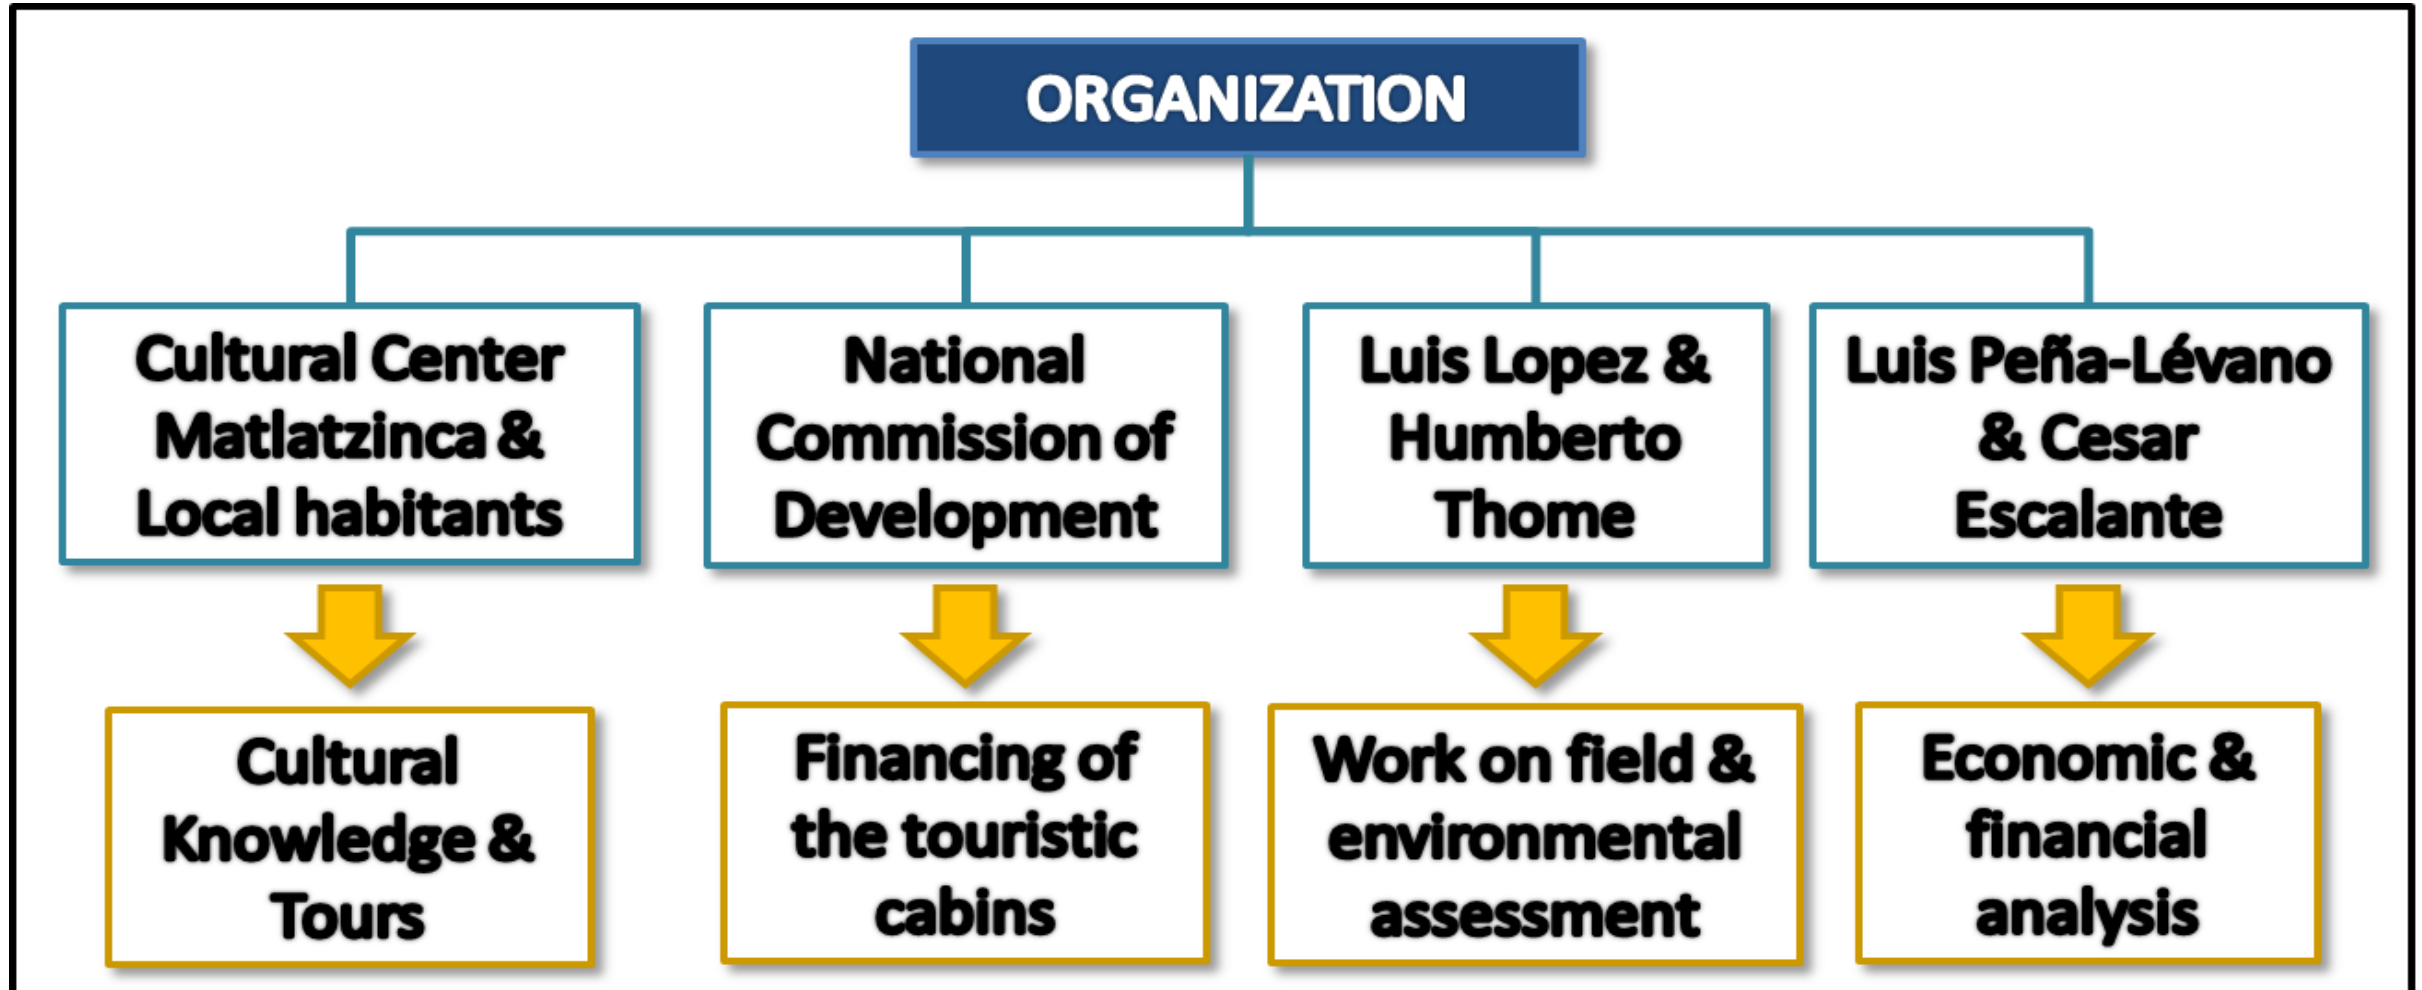 ORGANIZATION
Cultural Center
Matlatzinca &
Local habitants
National
Commission of
Development
Luis Lopez &
Humberto
Thome
Luis Peña-Lévano
& Cesar
Escalante
Cultural
Knowledge &
Tours
Financing of
the touristic
cabins
Work on field &
environmental
assessment
Economic &
financial
analysis